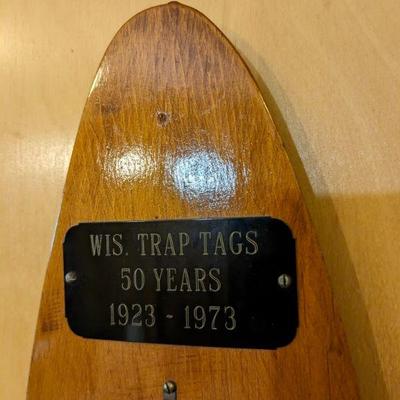 WIS. TRAP TAGS
50 YEARS
1923 - 1973